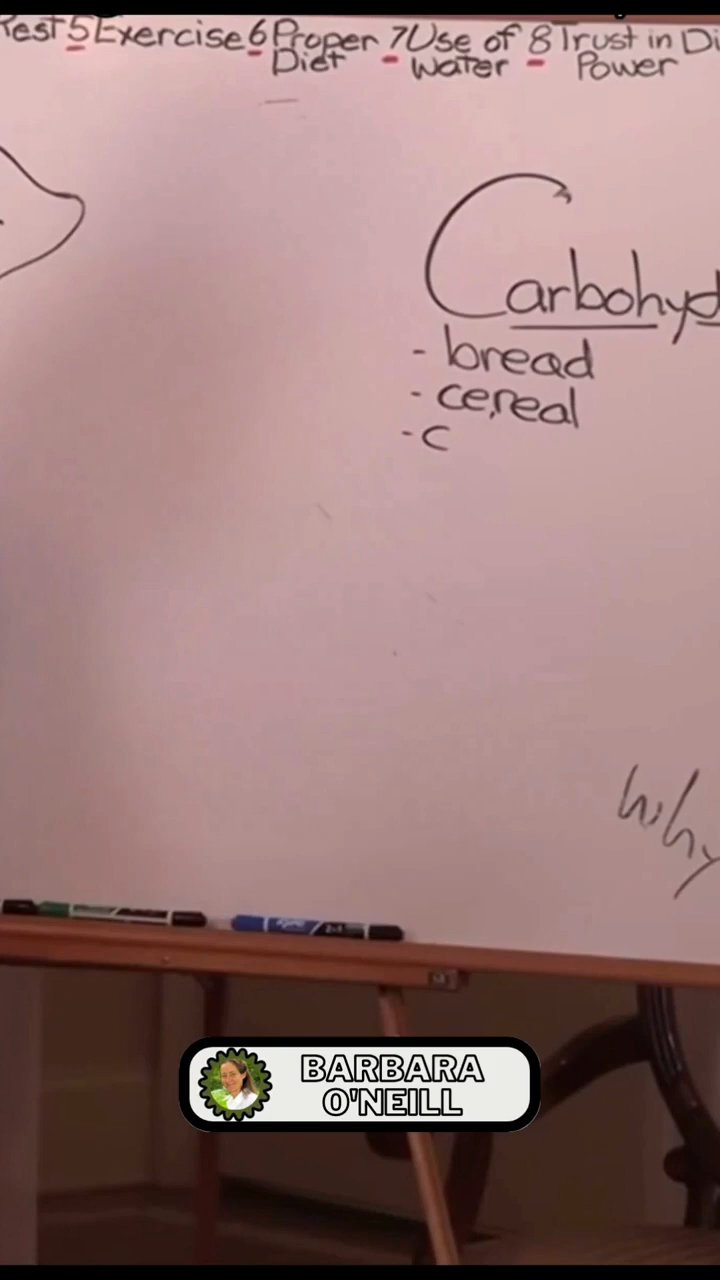 Rest 5 Exercise 6 Proper 7 Use of 8 Trust in Di
Diet Water Power
Carbohyd
- bread
- cereal
- c
Why
BARBARA
O'NEILL